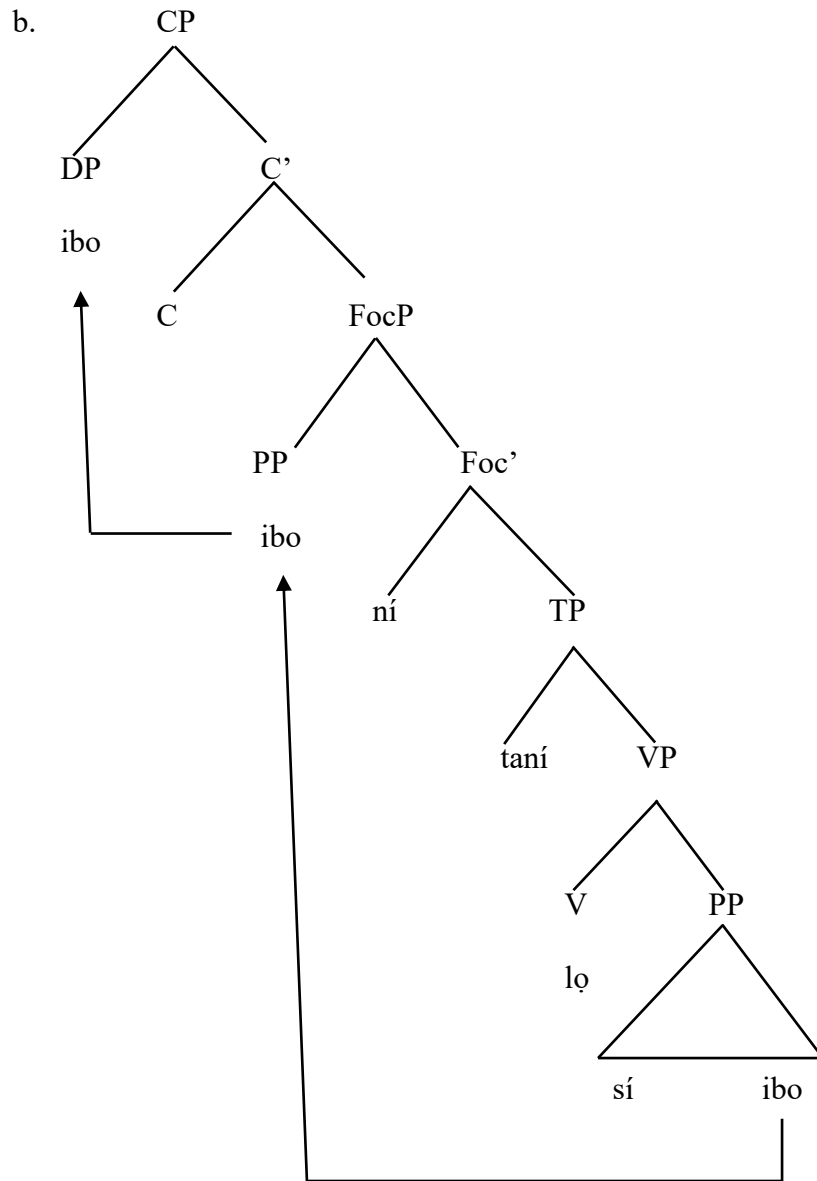 b. CP
DP C’
ibo
C FocP
PP Foc’
ibo
ní TP
taní VP
V PP
lọ
sí ibo